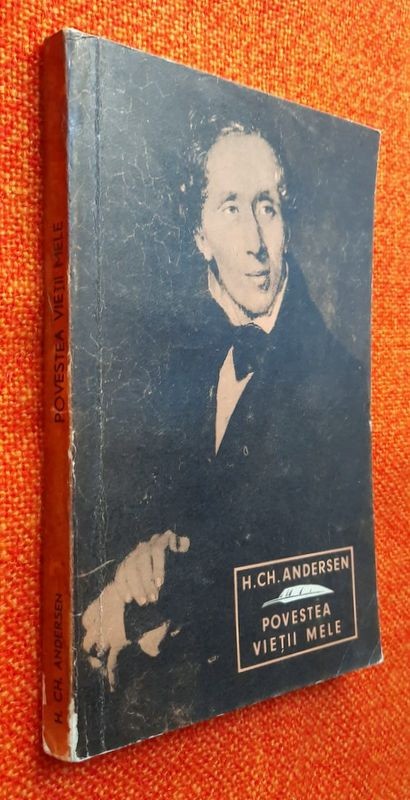 H. CH. ANDERSEN POVESTEA VIEȚII MELE
H. CH. ANDERSEN
POVESTEA
VIEȚII MELE